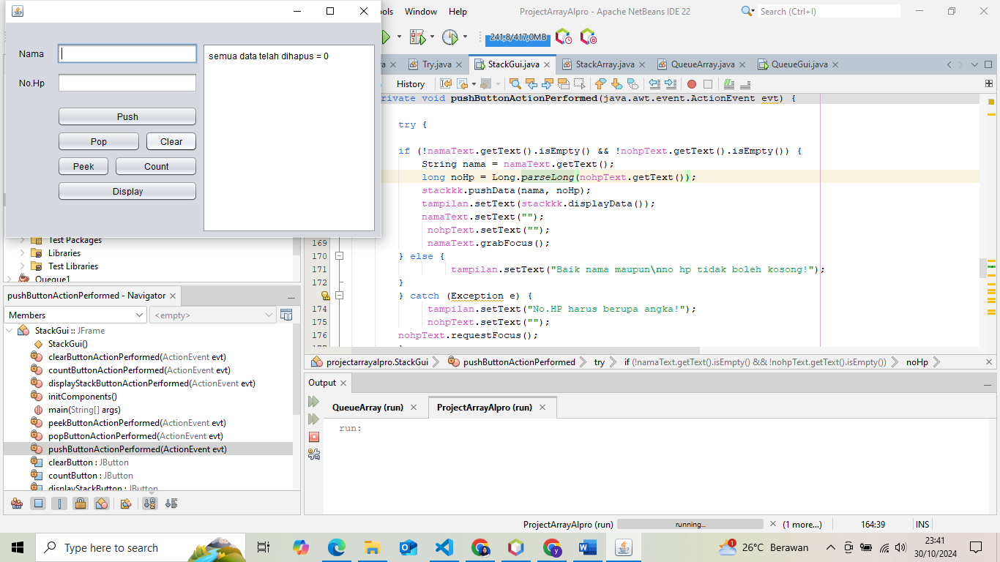 ols Window Help ProjectArrayAlpro - Apache NetBeans IDE 22 Search (Ctrl+I)
241,8/417,0MB
Nama
semua data telah dihapus = 0
No.Hp
Push
Pop Clear
Peek Count
Display
va Try.java StackGui.java StackArray.java QueueArray.java QueueGui.java
History
rivate void pushButtonActionPerformed(java.awt.event.ActionEvent evt) {
try {
if (!namaText.getText().isEmpty() && !nohpText.getText().isEmpty()) {
String nama = namaText.getText();
long noHp = Long.parseLong(nohpText.getText());
stackkk.pushData(nama, noHp);
tampilan.setText(stackkk.displayData());
namaText.setText("");
nohpText.setText("");
169 namaText.grabFocus();
170 } else {
171 tampilan.setText("Baik nama maupun\nno hp tidak boleh kosong!");
172 }
} catch (Exception e) {
174 tampilan.setText("No.HP harus berupa angka!");
175 nohpText.setText("");
176 nohpText.requestFocus();
Test Packages
Libraries
Test Libraries
Queque1
pushButtonActionPerformed - Navigator
Members <empty>
StackGui :: JFrame
StackGui()
clearButtonActionPerformed(ActionEvent evt)
countButtonActionPerformed(ActionEvent evt)
displayStackButtonActionPerformed(ActionEvent evt)
initComponents()
main(String[] args)
peekButtonActionPerformed(ActionEvent evt)
popButtonActionPerformed(ActionEvent evt)
pushButtonActionPerformed(ActionEvent evt)
clearButton : JButton
countButton : JButton
displayStackButton : JButton
projectarrayalpro.StackGui pushButtonActionPerformed try if (!namaText.getText().isEmpty() && !nohpText.getText().isEmpty()) noHp
Output
QueueArray (run) ProjectArrayAlpro (run)
run:
ProjectArrayAlpro (run) running... (1 more...) 164:39 INS
Type here to search
26°C Berawan
23:41
30/10/2024